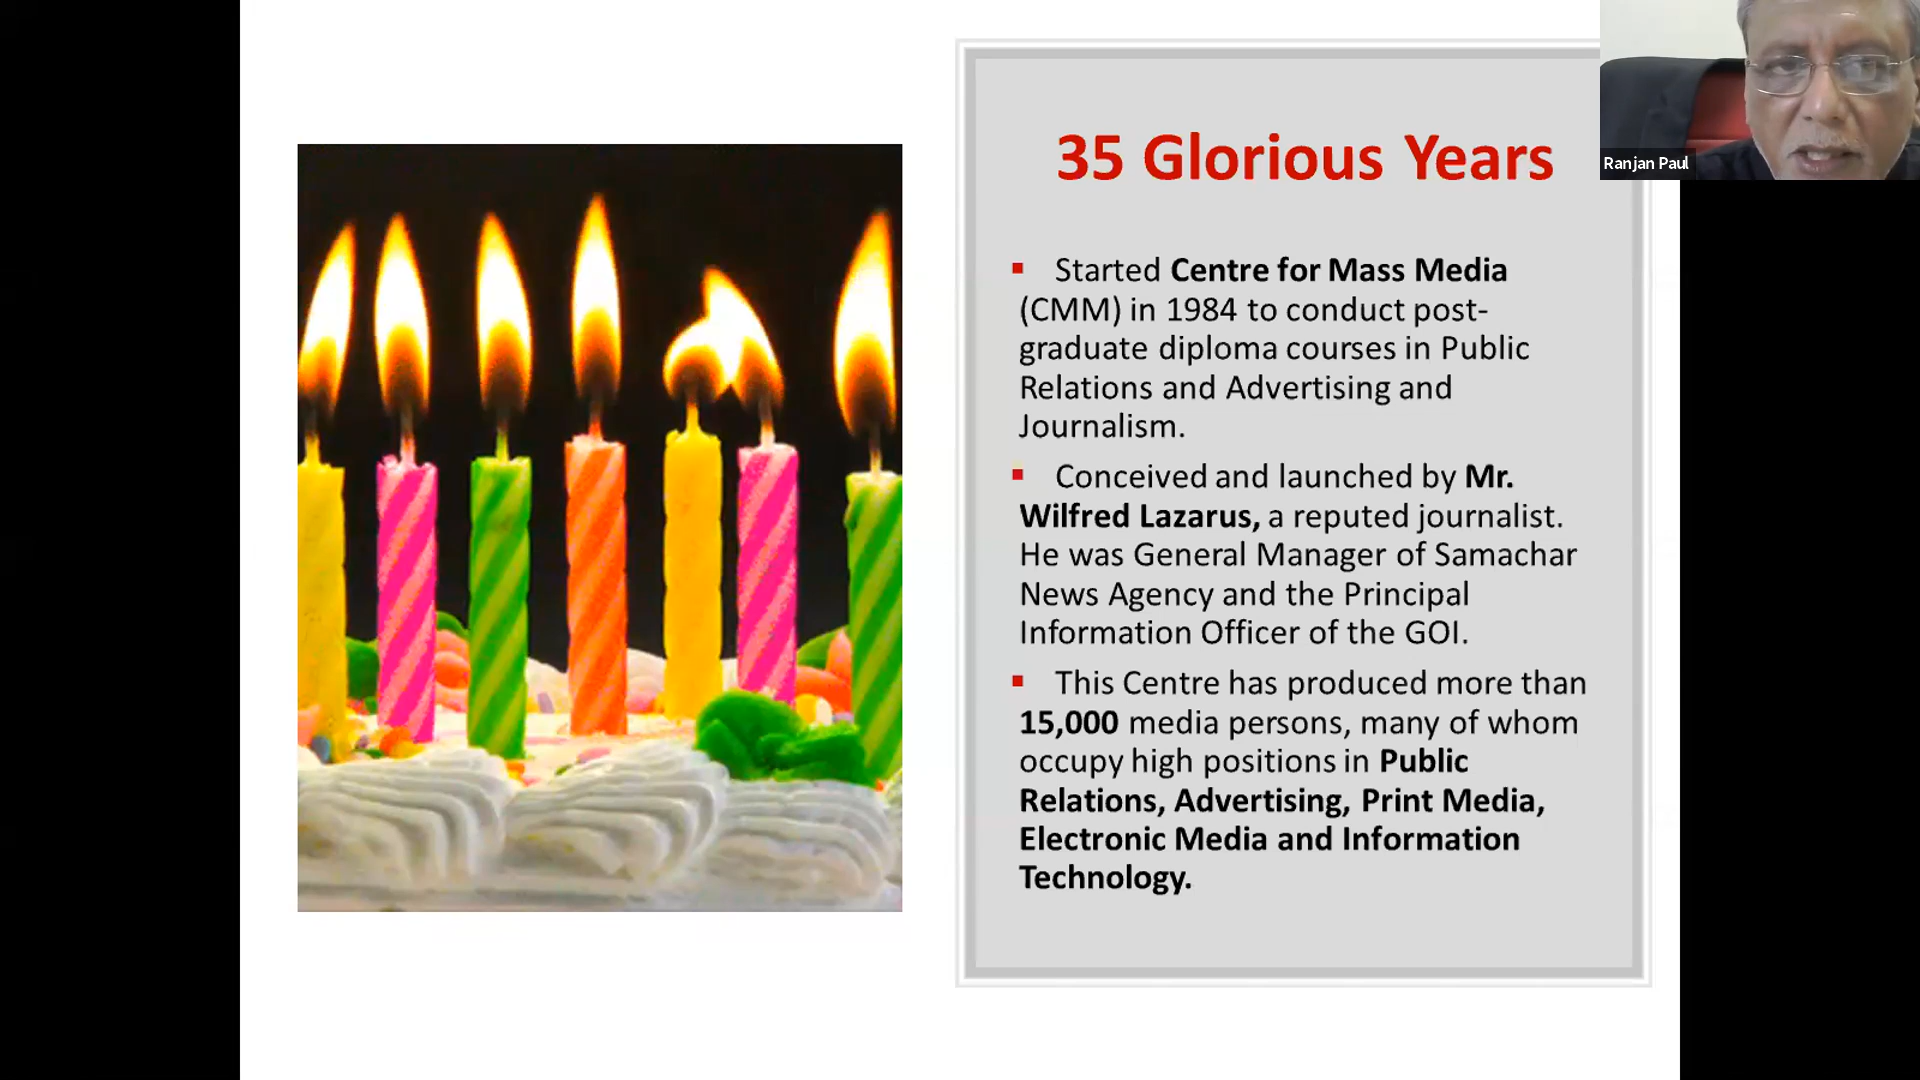 35 Glorious Years
▪ Started Centre for Mass Media
(CMM) in 1984 to conduct post-
graduate diploma courses in Public
Relations and Advertising and
Journalism.
▪ Conceived and launched by Mr.
Wilfred Lazarus, a reputed journalist.
He was General Manager of Samachar
News Agency and the Principal
Information Officer of the GOI.
▪ This Centre has produced more than
15,000 media persons, many of whom
occupy high positions in Public
Relations, Advertising, Print Media,
Electronic Media and Information
Technology.
Ranjan Paul